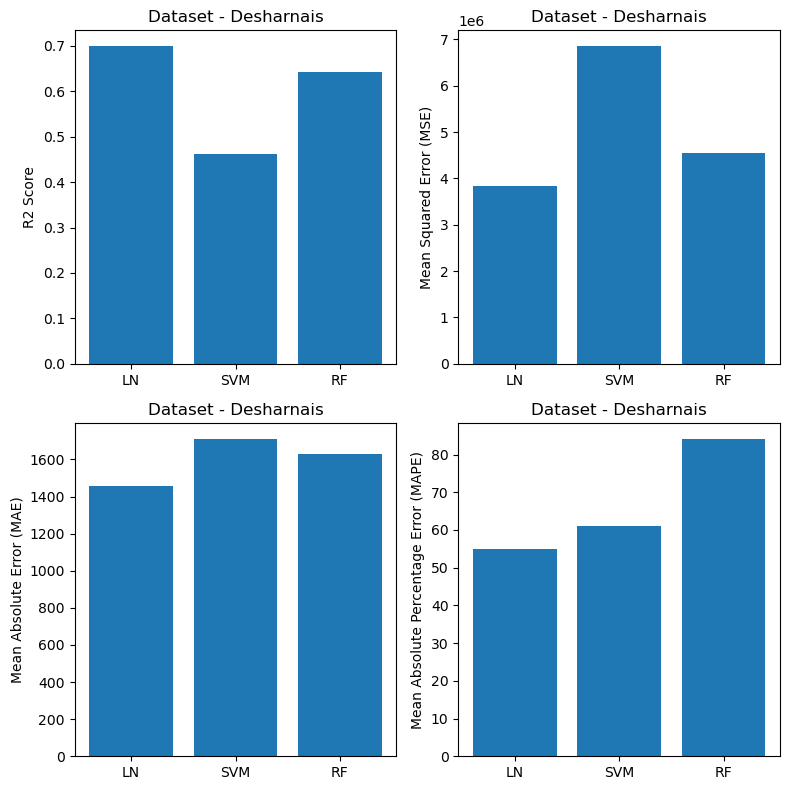 Dataset - Desharnais
R2 Score
0.7
0.6
0.5
0.4
0.3
0.2
0.1
0.0
LN SVM RF
Dataset - Desharnais
1e6
Mean Squared Error (MSE)
7
6
5
4
3
2
1
0
LN SVM RF
Dataset - Desharnais
Mean Absolute Error (MAE)
1600
1400
1200
1000
800
600
400
200
0
LN SVM RF
Dataset - Desharnais
Mean Absolute Percentage Error (MAPE)
80
70
60
50
40
30
20
10
0
LN SVM RF